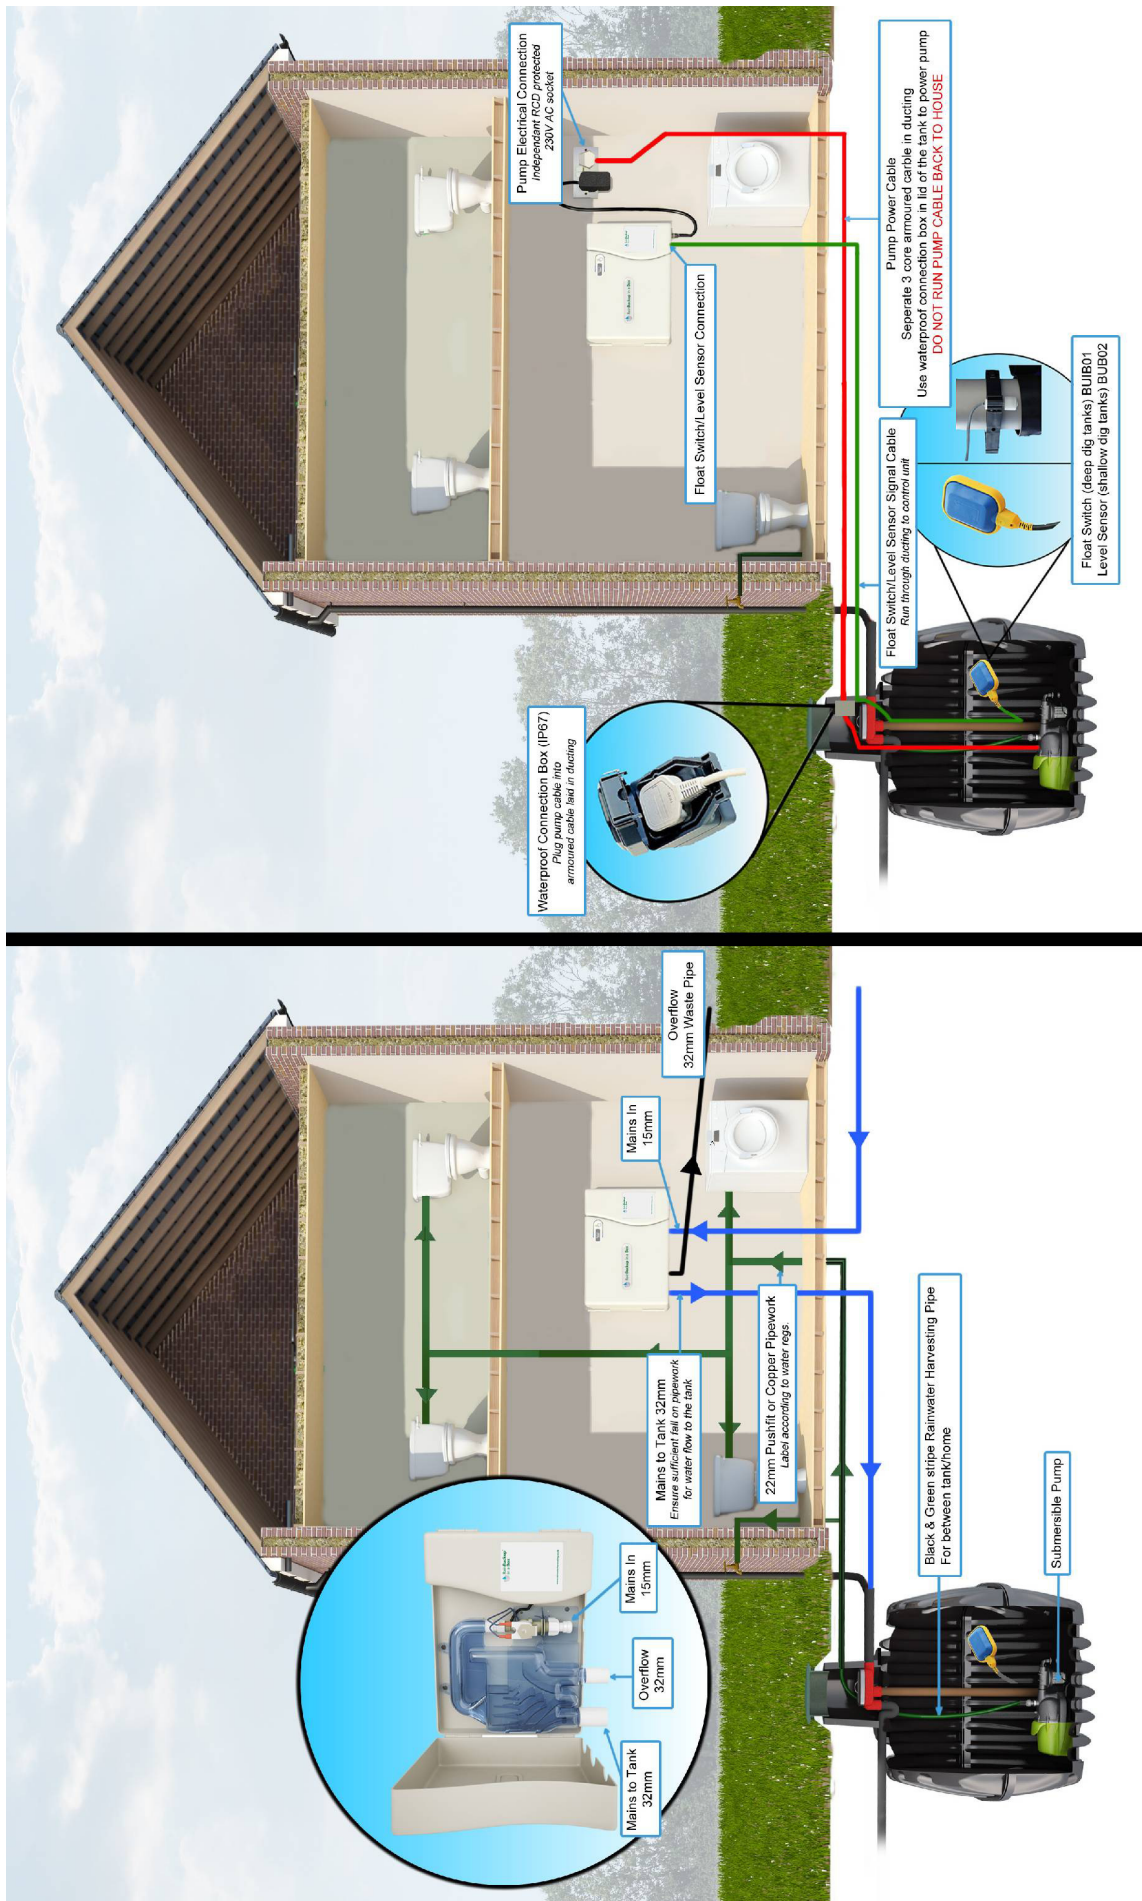 Mains to Tank
32mm
Overflow
32mm
Mains In
15mm
Mains to Tank 32mm
Ensure sufficient fall on pipework
for water flow to the tank
Mains In
15mm
Overflow
32mm Waste Pipe
22mm Pushfit or Copper Pipework
Label according to water regs.
Black & Green stripe Rainwater Harvesting Pipe
For between tank/home
Submersible Pump
Waterproof Connection Box (IP67)
Plug pump cable into
armoured cable laid in ducting
Pump Electrical Connection
Independant RCD protected
230V AC socket
Float Switch/Level Sensor Connection
Float Switch/Level Sensor Signal Cable
Run through ducting to control unit
Pump Power Cable
Seperate 3 core armoured carble in ducting
Use waterproof connection box in lid of the tank to power pump
DO NOT RUN PUMP CABLE BACK TO HOUSE
Float Switch (deep dig tanks) BUIB01
Level Sensor (shallow dig tanks) BUB02